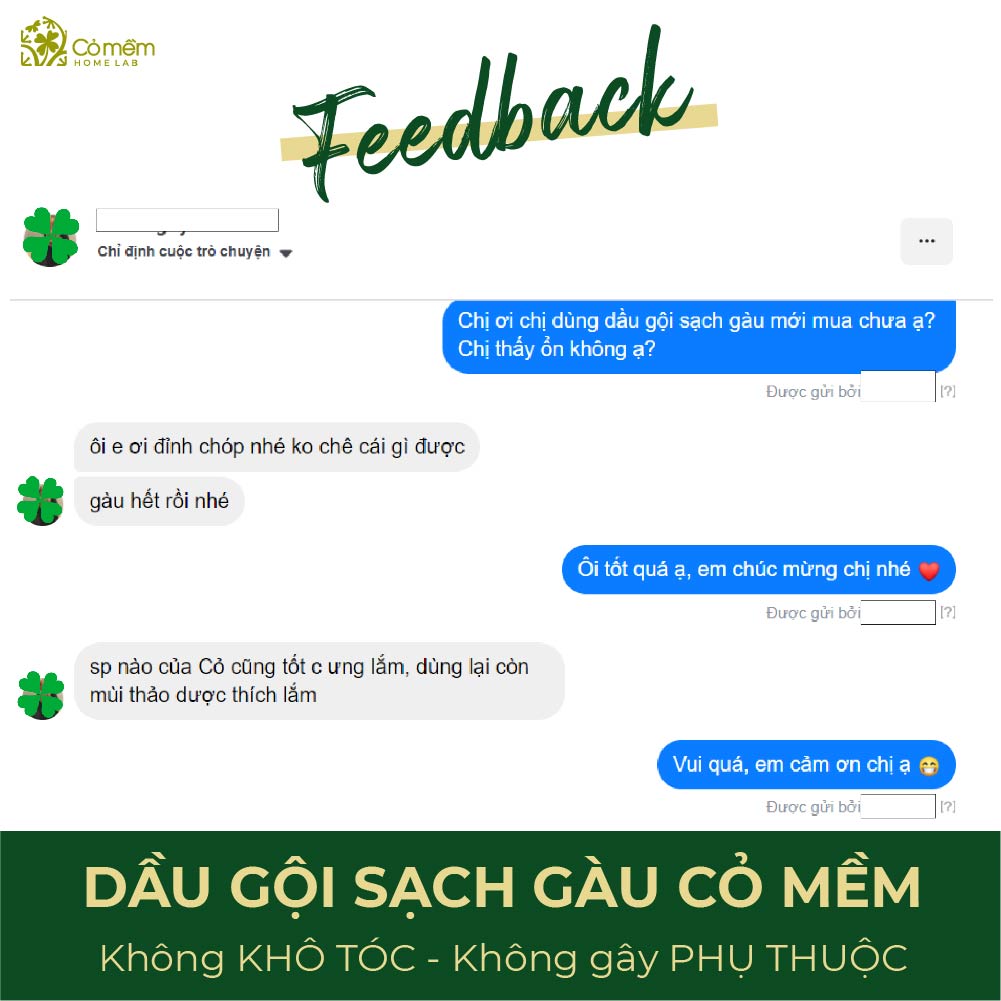 Cỏ mềm
HOME LAB
Feedback
Chỉ định cuộc trò chuyện
Chị ơi chị dùng dầu gội sạch gàu mới mua chưa ạ?
Chị thấy ổn không ạ?
Được gửi bởi [?]
ôi e ơi đỉnh chóp nhé ko chê cái gì được
gàu hết rồi nhé
Ôi tốt quá ạ, em chúc mừng chị nhé ❤️
Được gửi bởi [?]
sp nào của Cỏ cũng tốt c ưng lắm, dùng lại còn
mùi thảo dược thích lắm
Vui quá, em cảm ơn chị ạ 😁
Được gửi bởi [?]
DẦU GỘI SẠCH GÀU CỎ MỀM
Không KHÔ TÓC - Không gây PHỤ THUỘC